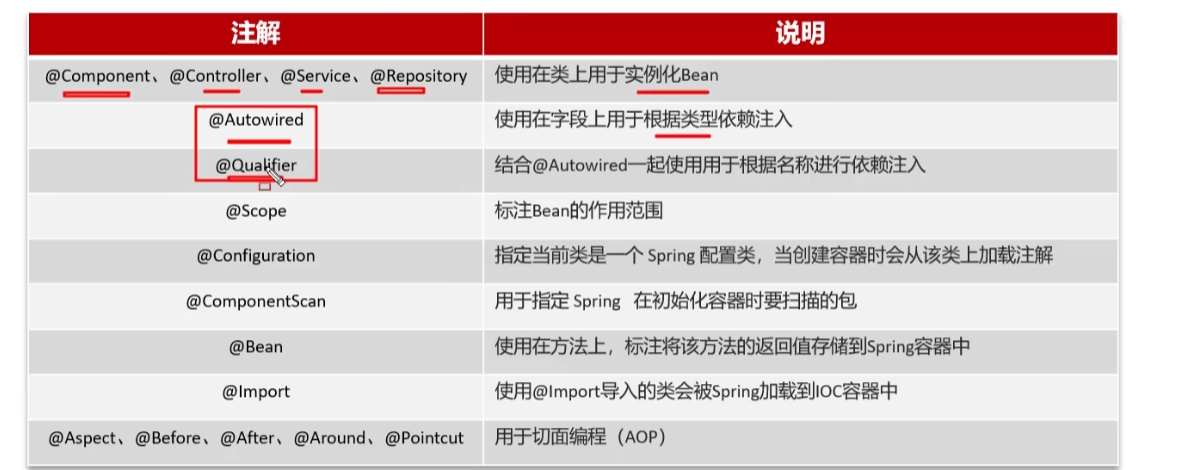 注解 说明
@Component、@Controller、@Service、@Repository 使用在类上用于实例化Bean
@Autowired 使用在字段上用于根据类型依赖注入
@Qualifier 结合@Autowired一起使用用于根据名称进行依赖注入
@Scope 标注Bean的作用范围
@Configuration 指定当前类是一个 Spring 配置类，当创建容器时会从该类上加载注解
@ComponentScan 用于指定 Spring 在初始化容器时要扫描的包
@Bean 使用在方法上，标注将该方法的返回值存储到Spring容器中
@Import 使用@Import导入的类会被Spring加载到IOC容器中
@Aspect、@Before、@After、@Around、@Pointcut 用于切面编程（AOP）